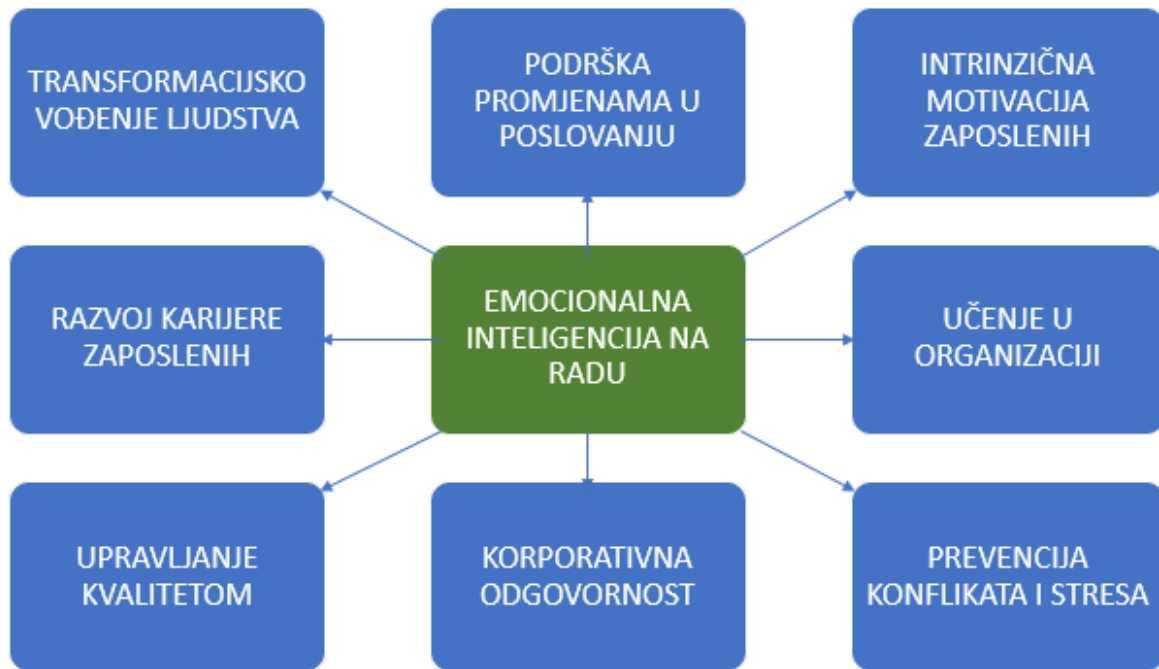 TRANSFORMACIJSKO
VOĐENJE LJUDSTVA
PODRŠKA
PROMJENAMA U
POSLOVANJU
INTRINZIČNA
MOTIVACIJA
ZAPOSLENIH
RAZVOJ KARIJERE
ZAPOSLENIH
EMOCIONALNA
INTELIGENCIJA NA
RADU
UČENJE U
ORGANIZACIJI
UPRAVLJANJE
KVALITETOM
KORPORATIVNA
ODGOVORNOST
PREVENCIJA
KONFLIKATA I STRESA